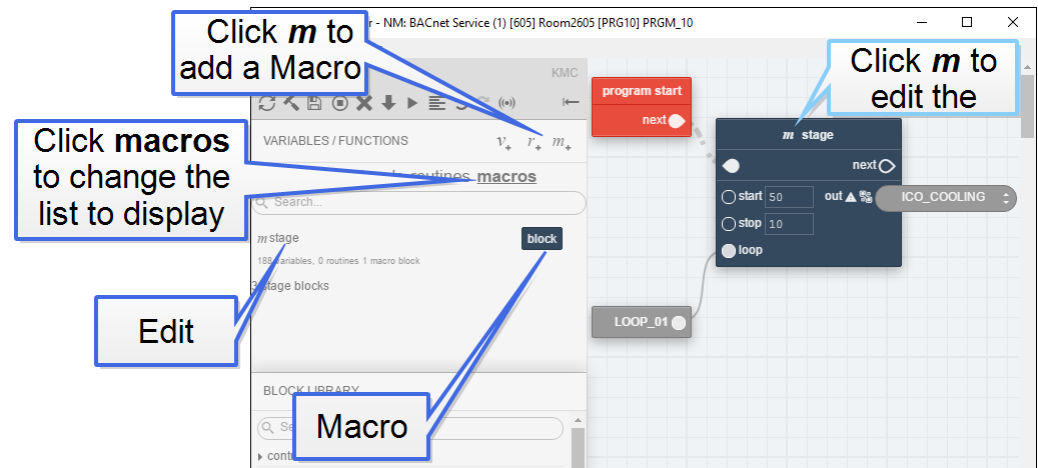 r - NM: BACnet Service (1) [605] Room2605 [PRG10] PRGM_10
Click m to
add a Macro
Click m to
edit the
KMC
program start
next
Click macros
to change the
list to display
VARIABLES / FUNCTIONS
v+ r+ m+
routines macros
Search...
m stage
next
start 50
out
ICO_COOLING
stop 10
loop
m stage
block
188 variables, 0 routines 1 macro block
3 stage blocks
LOOP_01
Edit
BLOCK LIBRARY
Macro
Se
cont